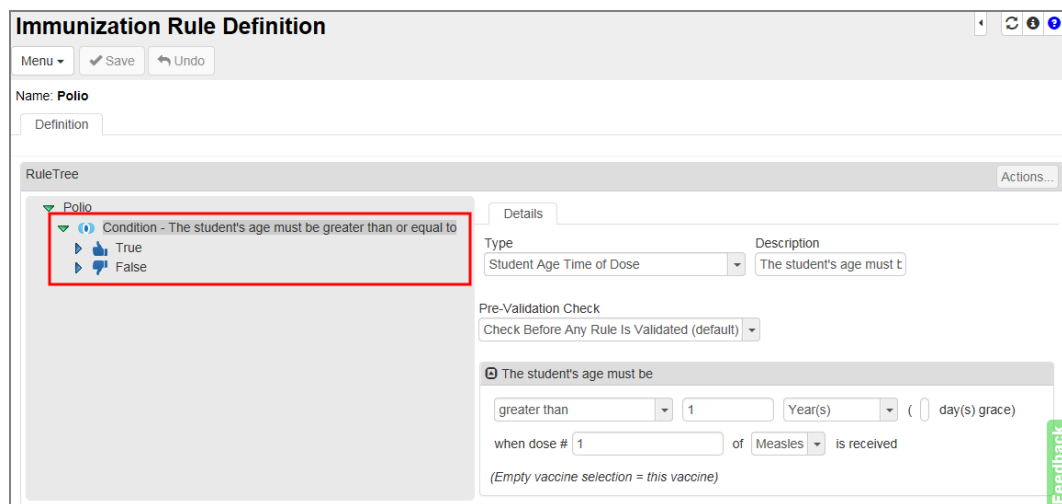 Immunization Rule Definition
Menu Save Undo
Name: Polio
Definition
RuleTree Actions...
Polio
Condition - The student's age must be greater than or equal to
True
False
Details
Type Description
Student Age Time of Dose The student's age must b
Pre-Validation Check
Check Before Any Rule Is Validated (default)
The student's age must be
greater than 1 Year(s) ( day(s) grace)
when dose # 1 of Measles is received
(Empty vaccine selection = this vaccine)
Feedback